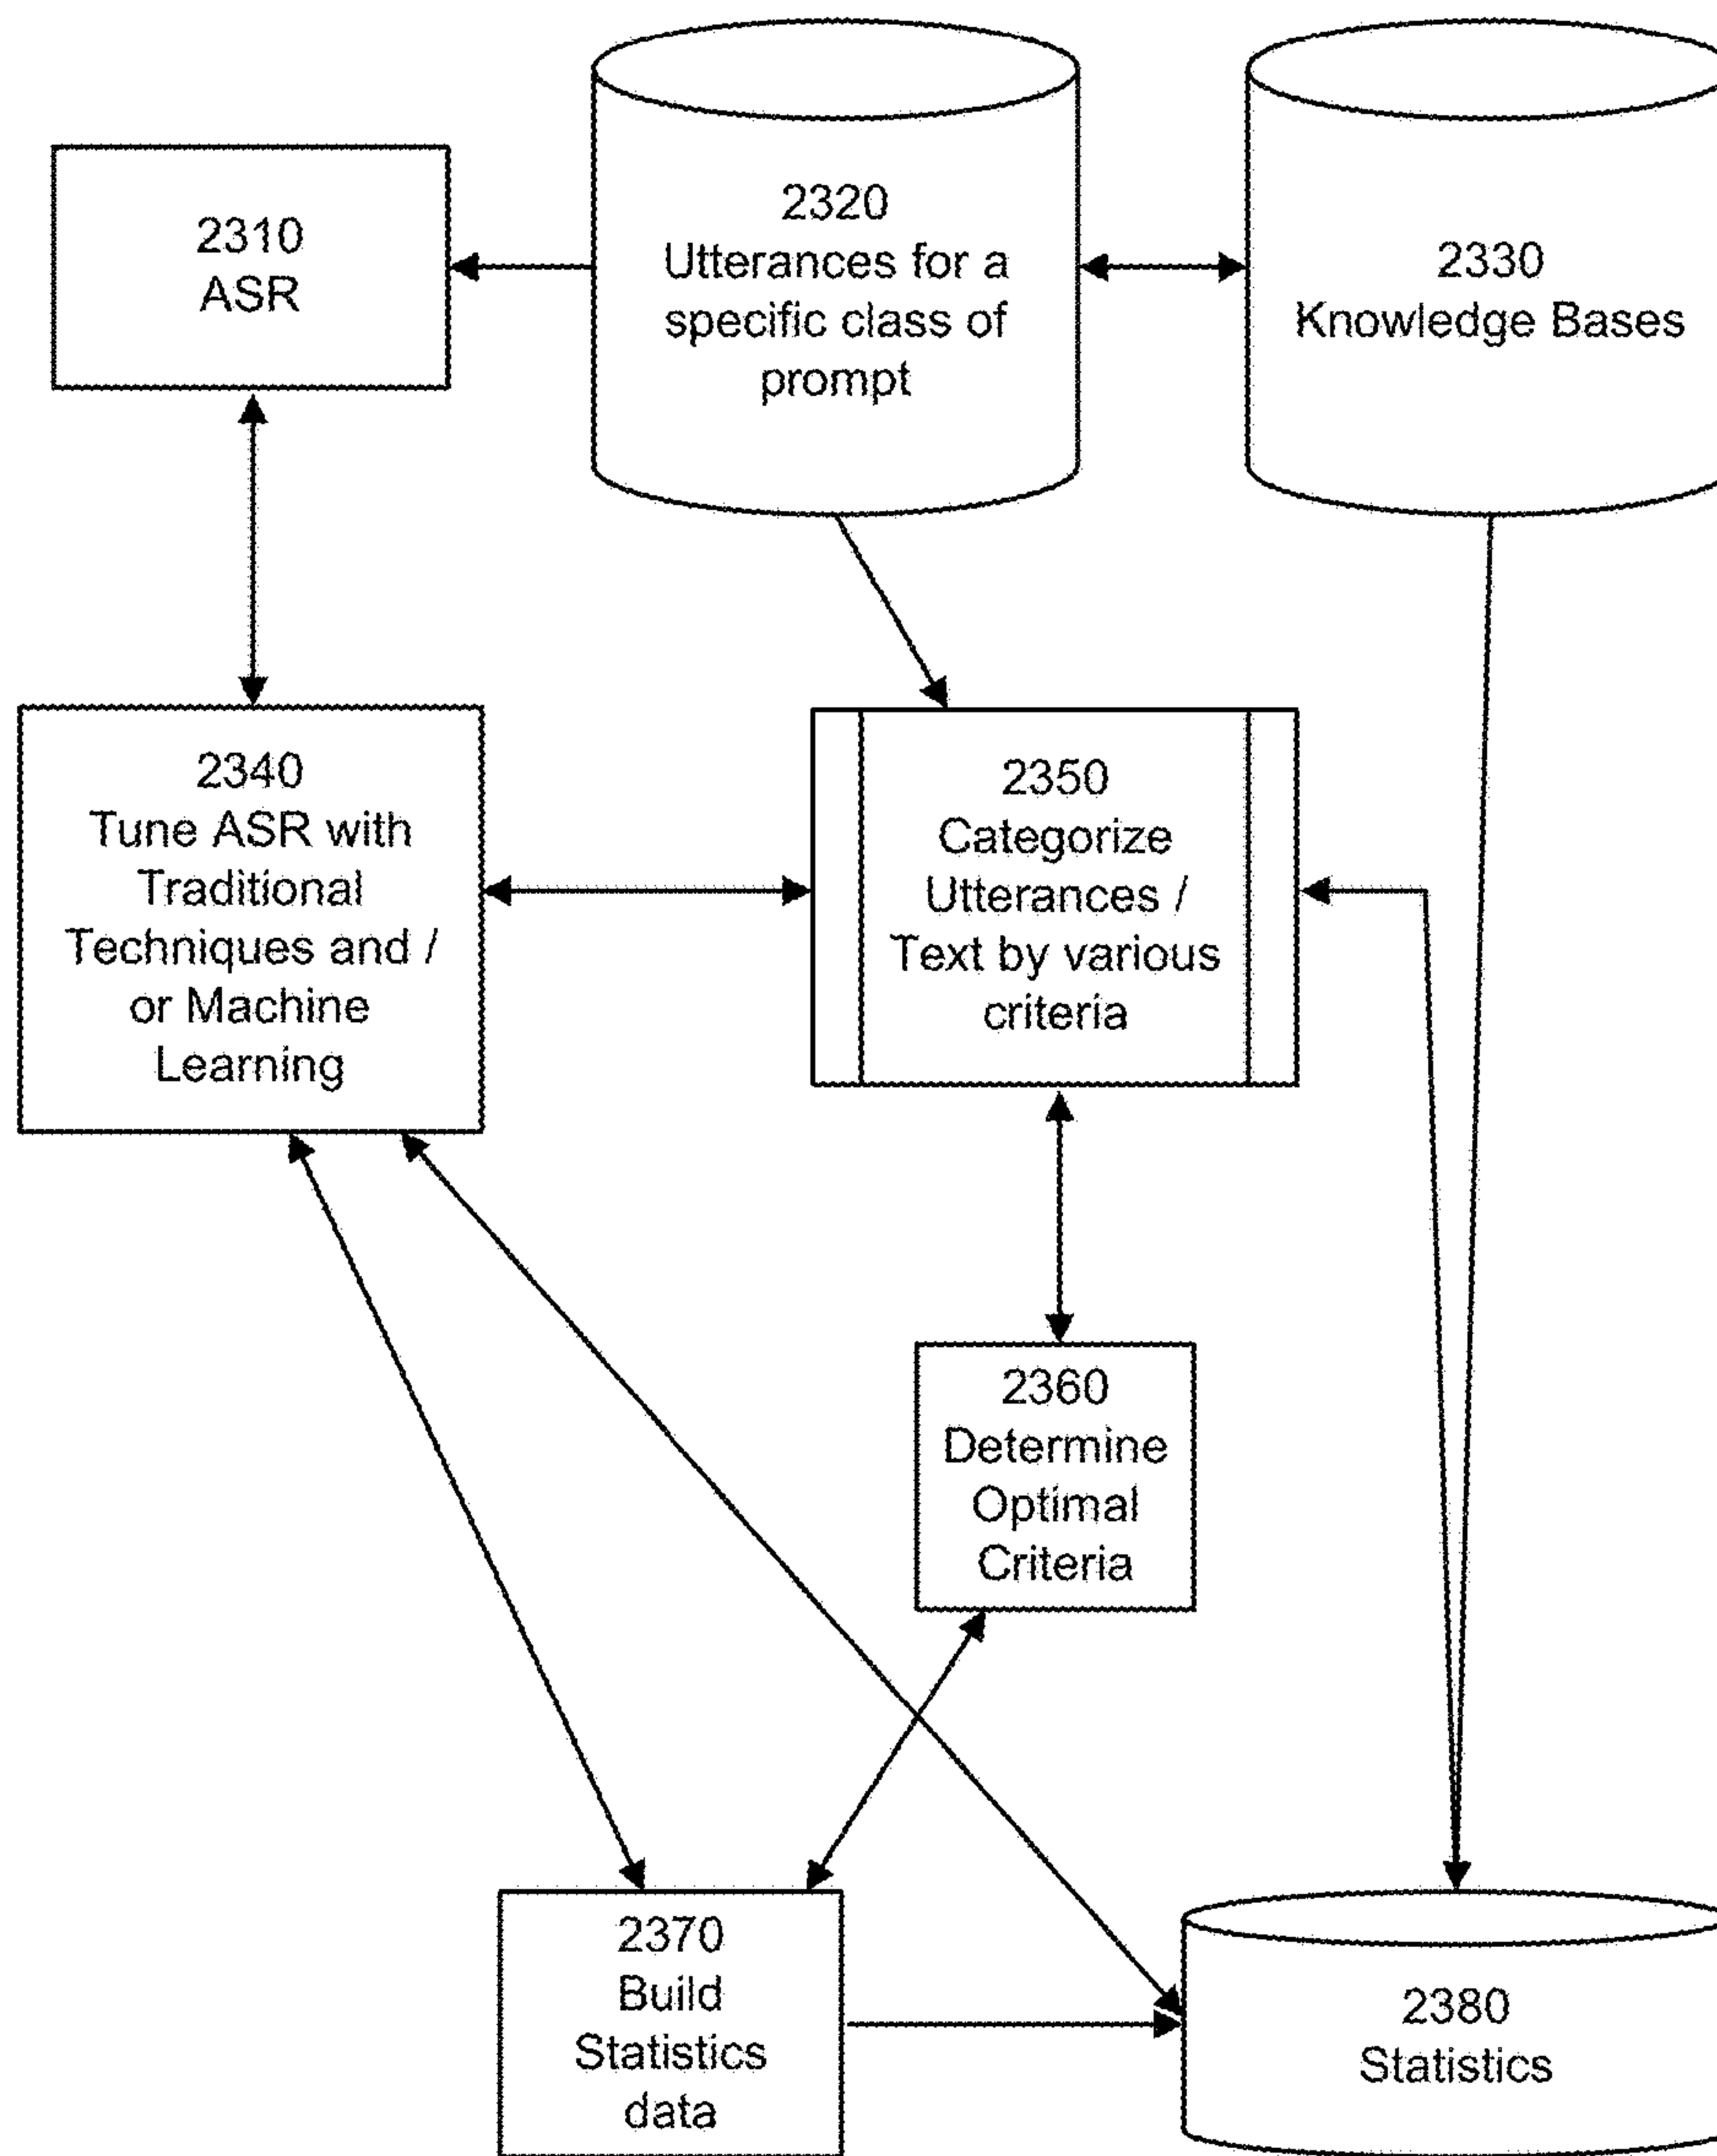 2310
ASR
2320
Utterances for a
specific class of
prompt
2330
Knowledge Bases
2340
Tune ASR with
Traditional
Techniques and /
or Machine
Learning
2350
Categorize
Utterances /
Text by various
criteria
2360
Determine
Optimal
Criteria
2370
Build
Statistics
data
2380
Statistics